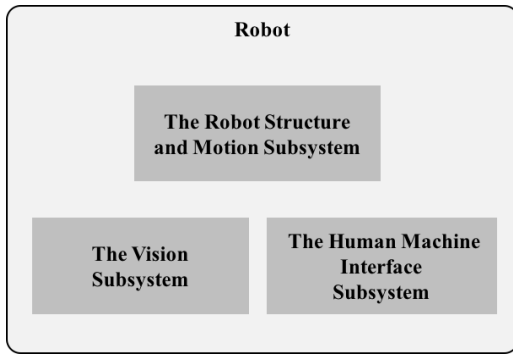 Robot
The Robot Structure
and Motion Subsystem
The Vision
Subsystem
The Human Machine
Interface
Subsystem